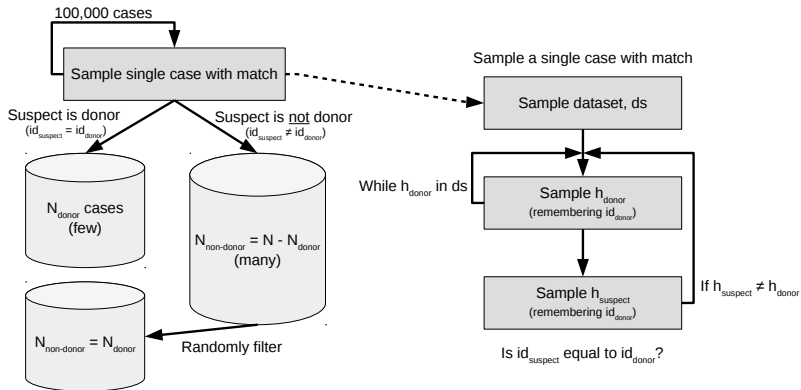 100,000 cases
Sample single case with match
Suspect is donor
(id_suspect = id_donor)
Suspect is not donor
(id_suspect ≠ id_donor)
N_donor cases
(few)
N_non-donor = N - N_donor
(many)
N_non-donor = N_donor
Randomly filter
Sample a single case with match
Sample dataset, ds
While h_donor in ds
Sample h_donor
(remembering id_donor)
Sample h_suspect
(remembering id_donor)
If h_suspect ≠ h_donor
Is id_suspect equal to id_donor?